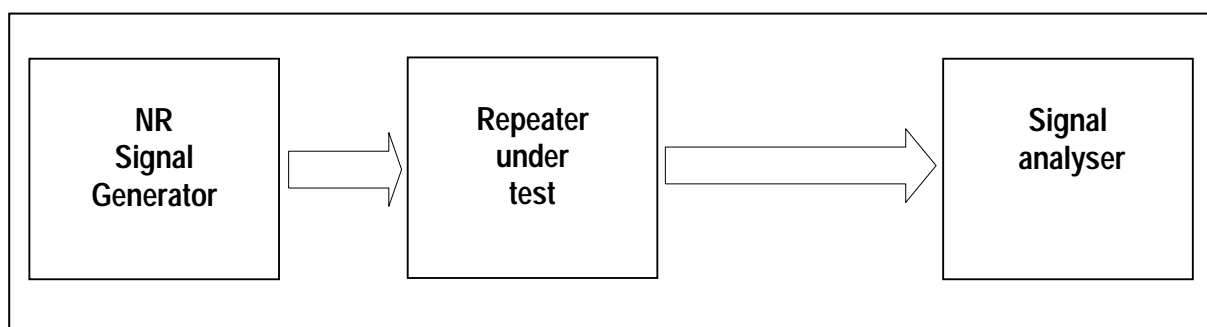 NR
Signal
Generator
Repeater
under
test
Signal
analyser